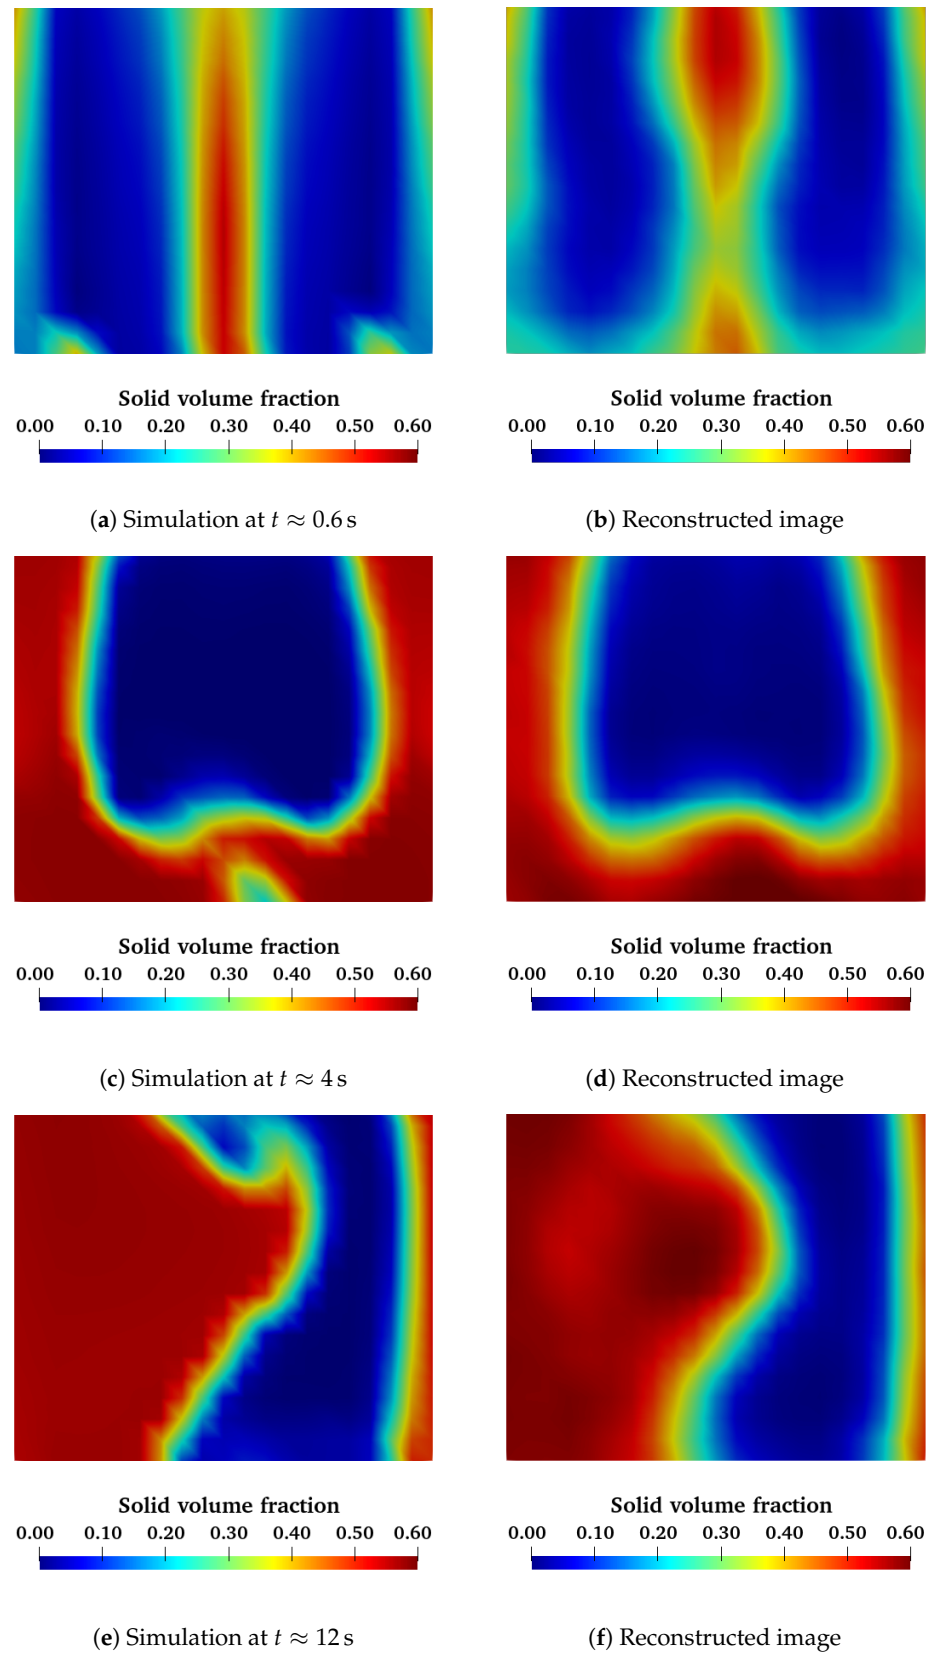 Solid volume fraction Solid volume fraction
0.00 0.10 0.20 0.30 0.40 0.50 0.60 0.00 0.10 0.20 0.30 0.40 0.50 0.60
(a) Simulation at t ≈ 0.6 s (b) Reconstructed image
Solid volume fraction Solid volume fraction
0.00 0.10 0.20 0.30 0.40 0.50 0.60 0.00 0.10 0.20 0.30 0.40 0.50 0.60
(c) Simulation at t ≈ 4 s (d) Reconstructed image
Solid volume fraction Solid volume fraction
0.00 0.10 0.20 0.30 0.40 0.50 0.60 0.00 0.10 0.20 0.30 0.40 0.50 0.60
(e) Simulation at t ≈ 12 s (f) Reconstructed image